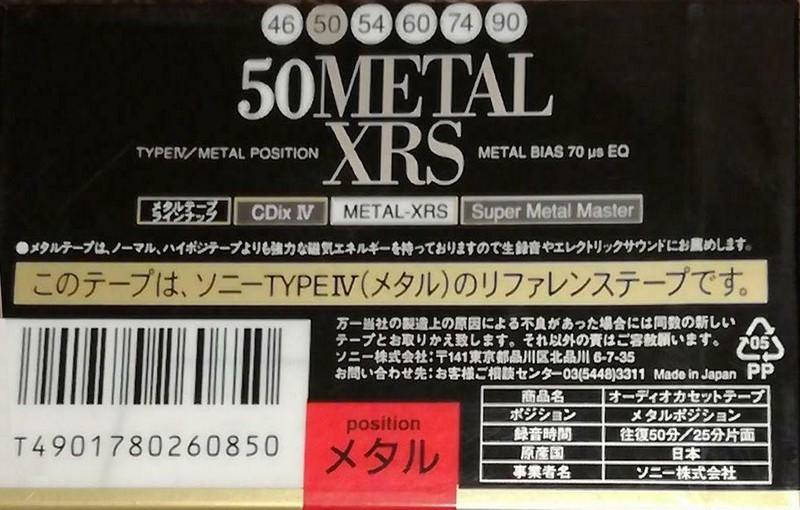 46 50 54 60 74 90
50METAL
XRS
TYPEⅣ/METAL POSITION
METAL BIAS 70 µs EQ
メタルテープ
ラインナップ
CDix Ⅳ
METAL-XRS
Super Metal Master
●メタルテープは、ノーマル、ハイポジテープよりも強力な磁気エネルギーを持っておりますので生録音やエレクトリックサウンドにお薦めします。
このテープは、ソニーTYPEⅣ(メタル)のリファレンステープです。
万一当社の製造上の原因による不良があった場合には同数の新しい
テープとお取りかえ致します。それ以外の責はご容赦願います。
ソニー株式会社:〒141東京都品川区北品川 6-7-35
お問い合わせ先:お客様ご相談センター03(5448)3311 Made in Japan
05
PP
T4901780260850
position
メタル
商品名 オーディオカセットテープ
ポジション メタルポジション
録音時間 往復50分/25分片面
原産国 日本
事業者名 ソニー株式会社